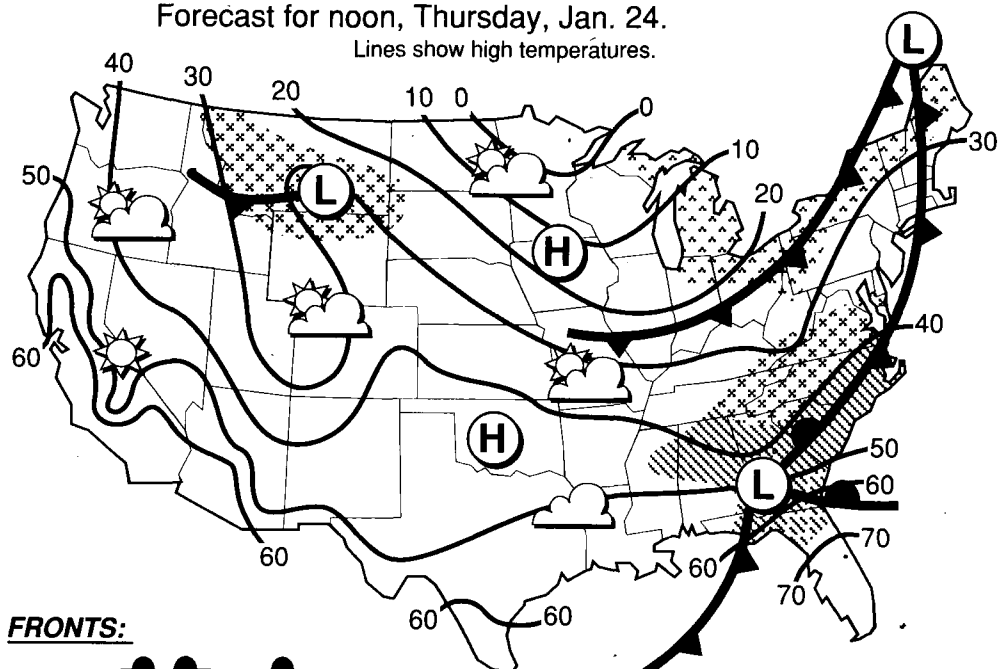 Forecast for noon, Thursday, Jan. 24.
Lines show high temperatures.
L
40
30
20
10
0
0
30
10
50
20
L
H
60
40
H
50
L
60
70
60
60
70
60
60
FRONTS: